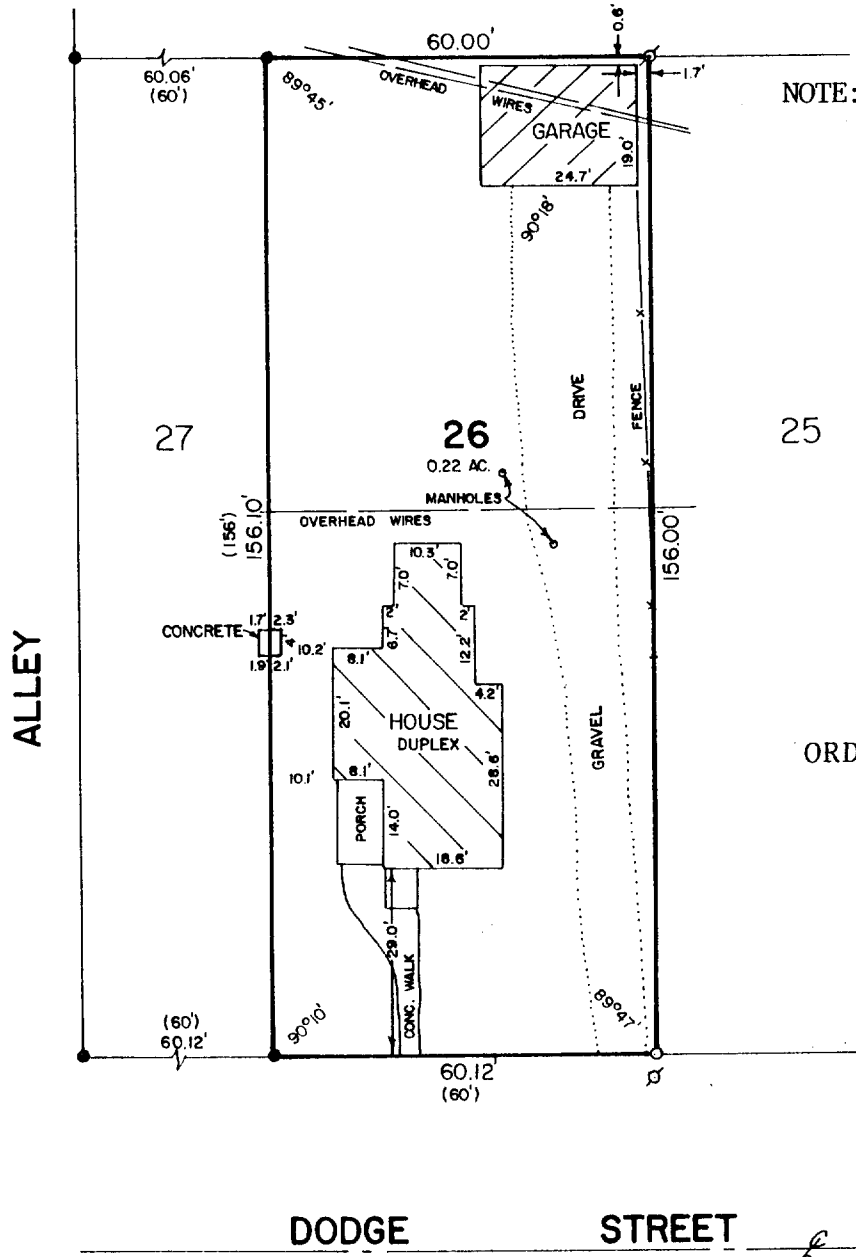 0.6'
60.00'
60.06'
(60')
89°45'
OVERHEAD
WIRES
1.7'
NOTE:
GARAGE
19.0'
24.7'
90°18'
DRIVE
FENCE
27
26
0.22 AC.
25
MANHOLES
(156')
156.10'
OVERHEAD WIRES
156.00'
10.3'
7.0'
7.0'
2'
2'
1.7'
2.3'
CONCRETE
4'
10.2'
6.7'
12.2'
1.9'
2.1'
8.1'
4.2'
ALLEY
20.1'
HOUSE
DUPLEX
28.6'
GRAVEL
ORD
10.1'
8.1'
PORCH
14.0'
18.6'
29.0'
CONC. WALK
(60')
60.12'
90°10'
89°47'
60.12'
(60')
DODGE STREET